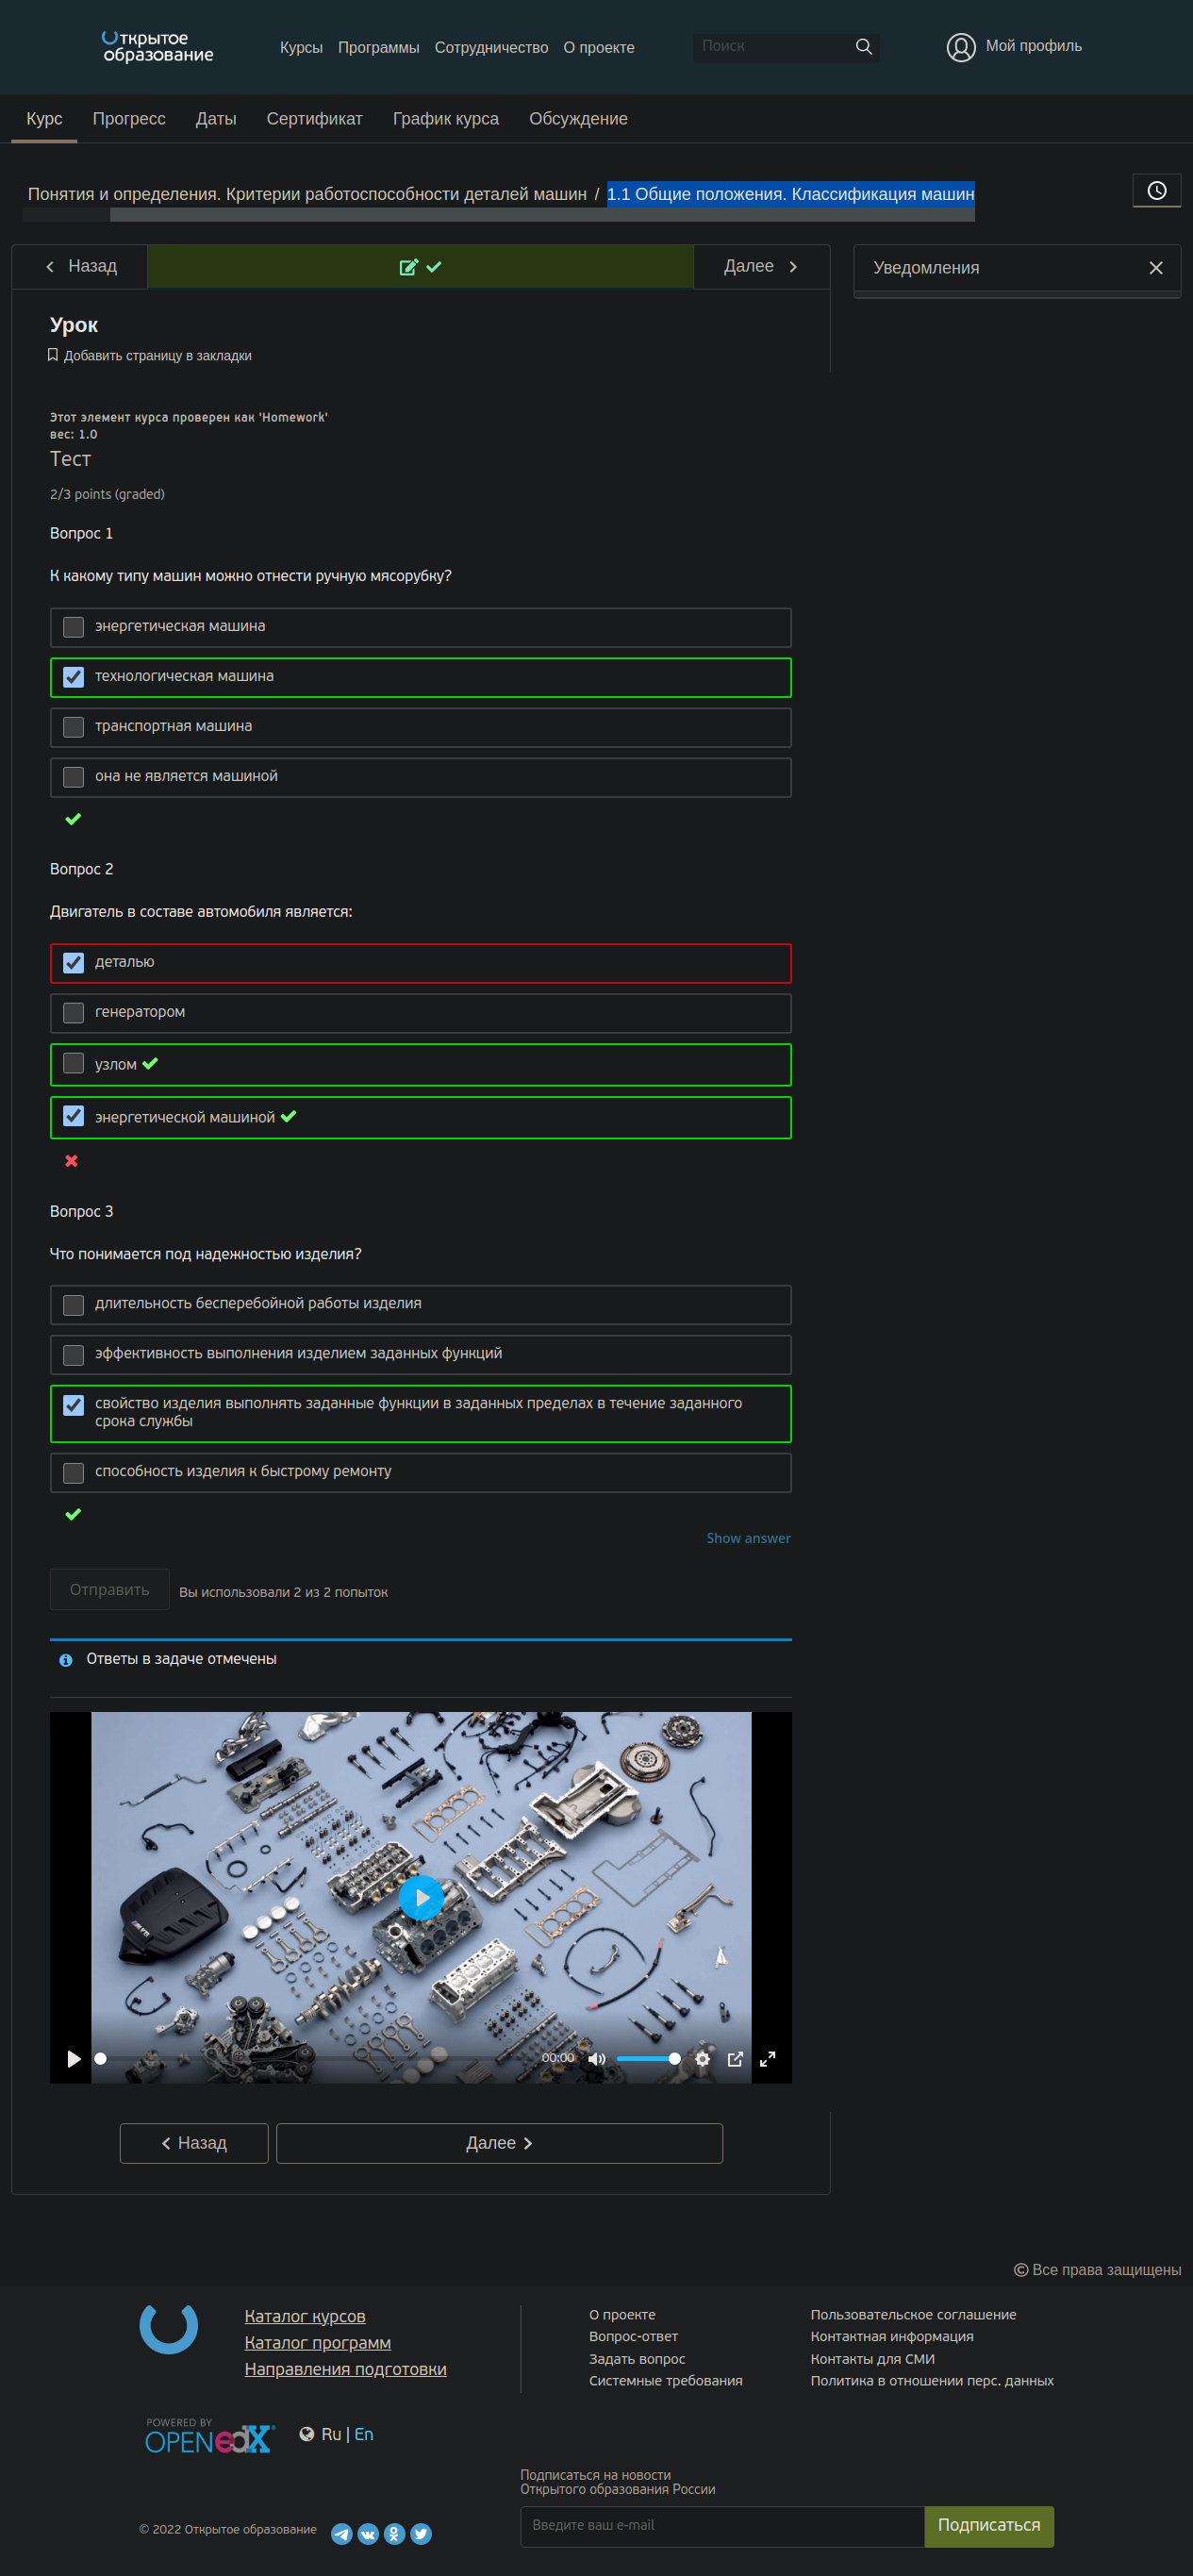 Открытое
образование
Курсы Программы Сотрудничество О проекте
Поиск
Мой профиль
Курс Прогресс Даты Сертификат График курса Обсуждение
Понятия и определения. Критерии работоспособности деталей машин / 1.1 Общие положения. Классификация машин
Назад
Далее
Уведомления
Урок
Добавить страницу в закладки
Этот элемент курса проверен как 'Homework'
вес: 1.0
Тест
2/3 points (graded)
Вопрос 1
К какому типу машин можно отнести ручную мясорубку?
энергетическая машина
технологическая машина
транспортная машина
она не является машиной
Вопрос 2
Двигатель в составе автомобиля является:
деталью
генератором
узлом
энергетической машиной
Вопрос 3
Что понимается под надежностью изделия?
длительность бесперебойной работы изделия
эффективность выполнения изделием заданных функций
свойство изделия выполнять заданные функции в заданных пределах в течение заданного
срока службы
способность изделия к быстрому ремонту
Show answer
Отправить
Вы использовали 2 из 2 попыток
Ответы в задаче отмечены
00:00
Назад
Далее
© Все права защищены
Каталог курсов
Каталог программ
Направления подготовки
О проекте
Вопрос-ответ
Задать вопрос
Системные требования
Пользовательское соглашение
Контактная информация
Контакты для СМИ
Политика в отношении перс. данных
POWERED BY
OPEN edX
Ru | En
Подписаться на новости
Открытого образования России
Введите ваш e-mail
Подписаться
© 2022 Открытое образование